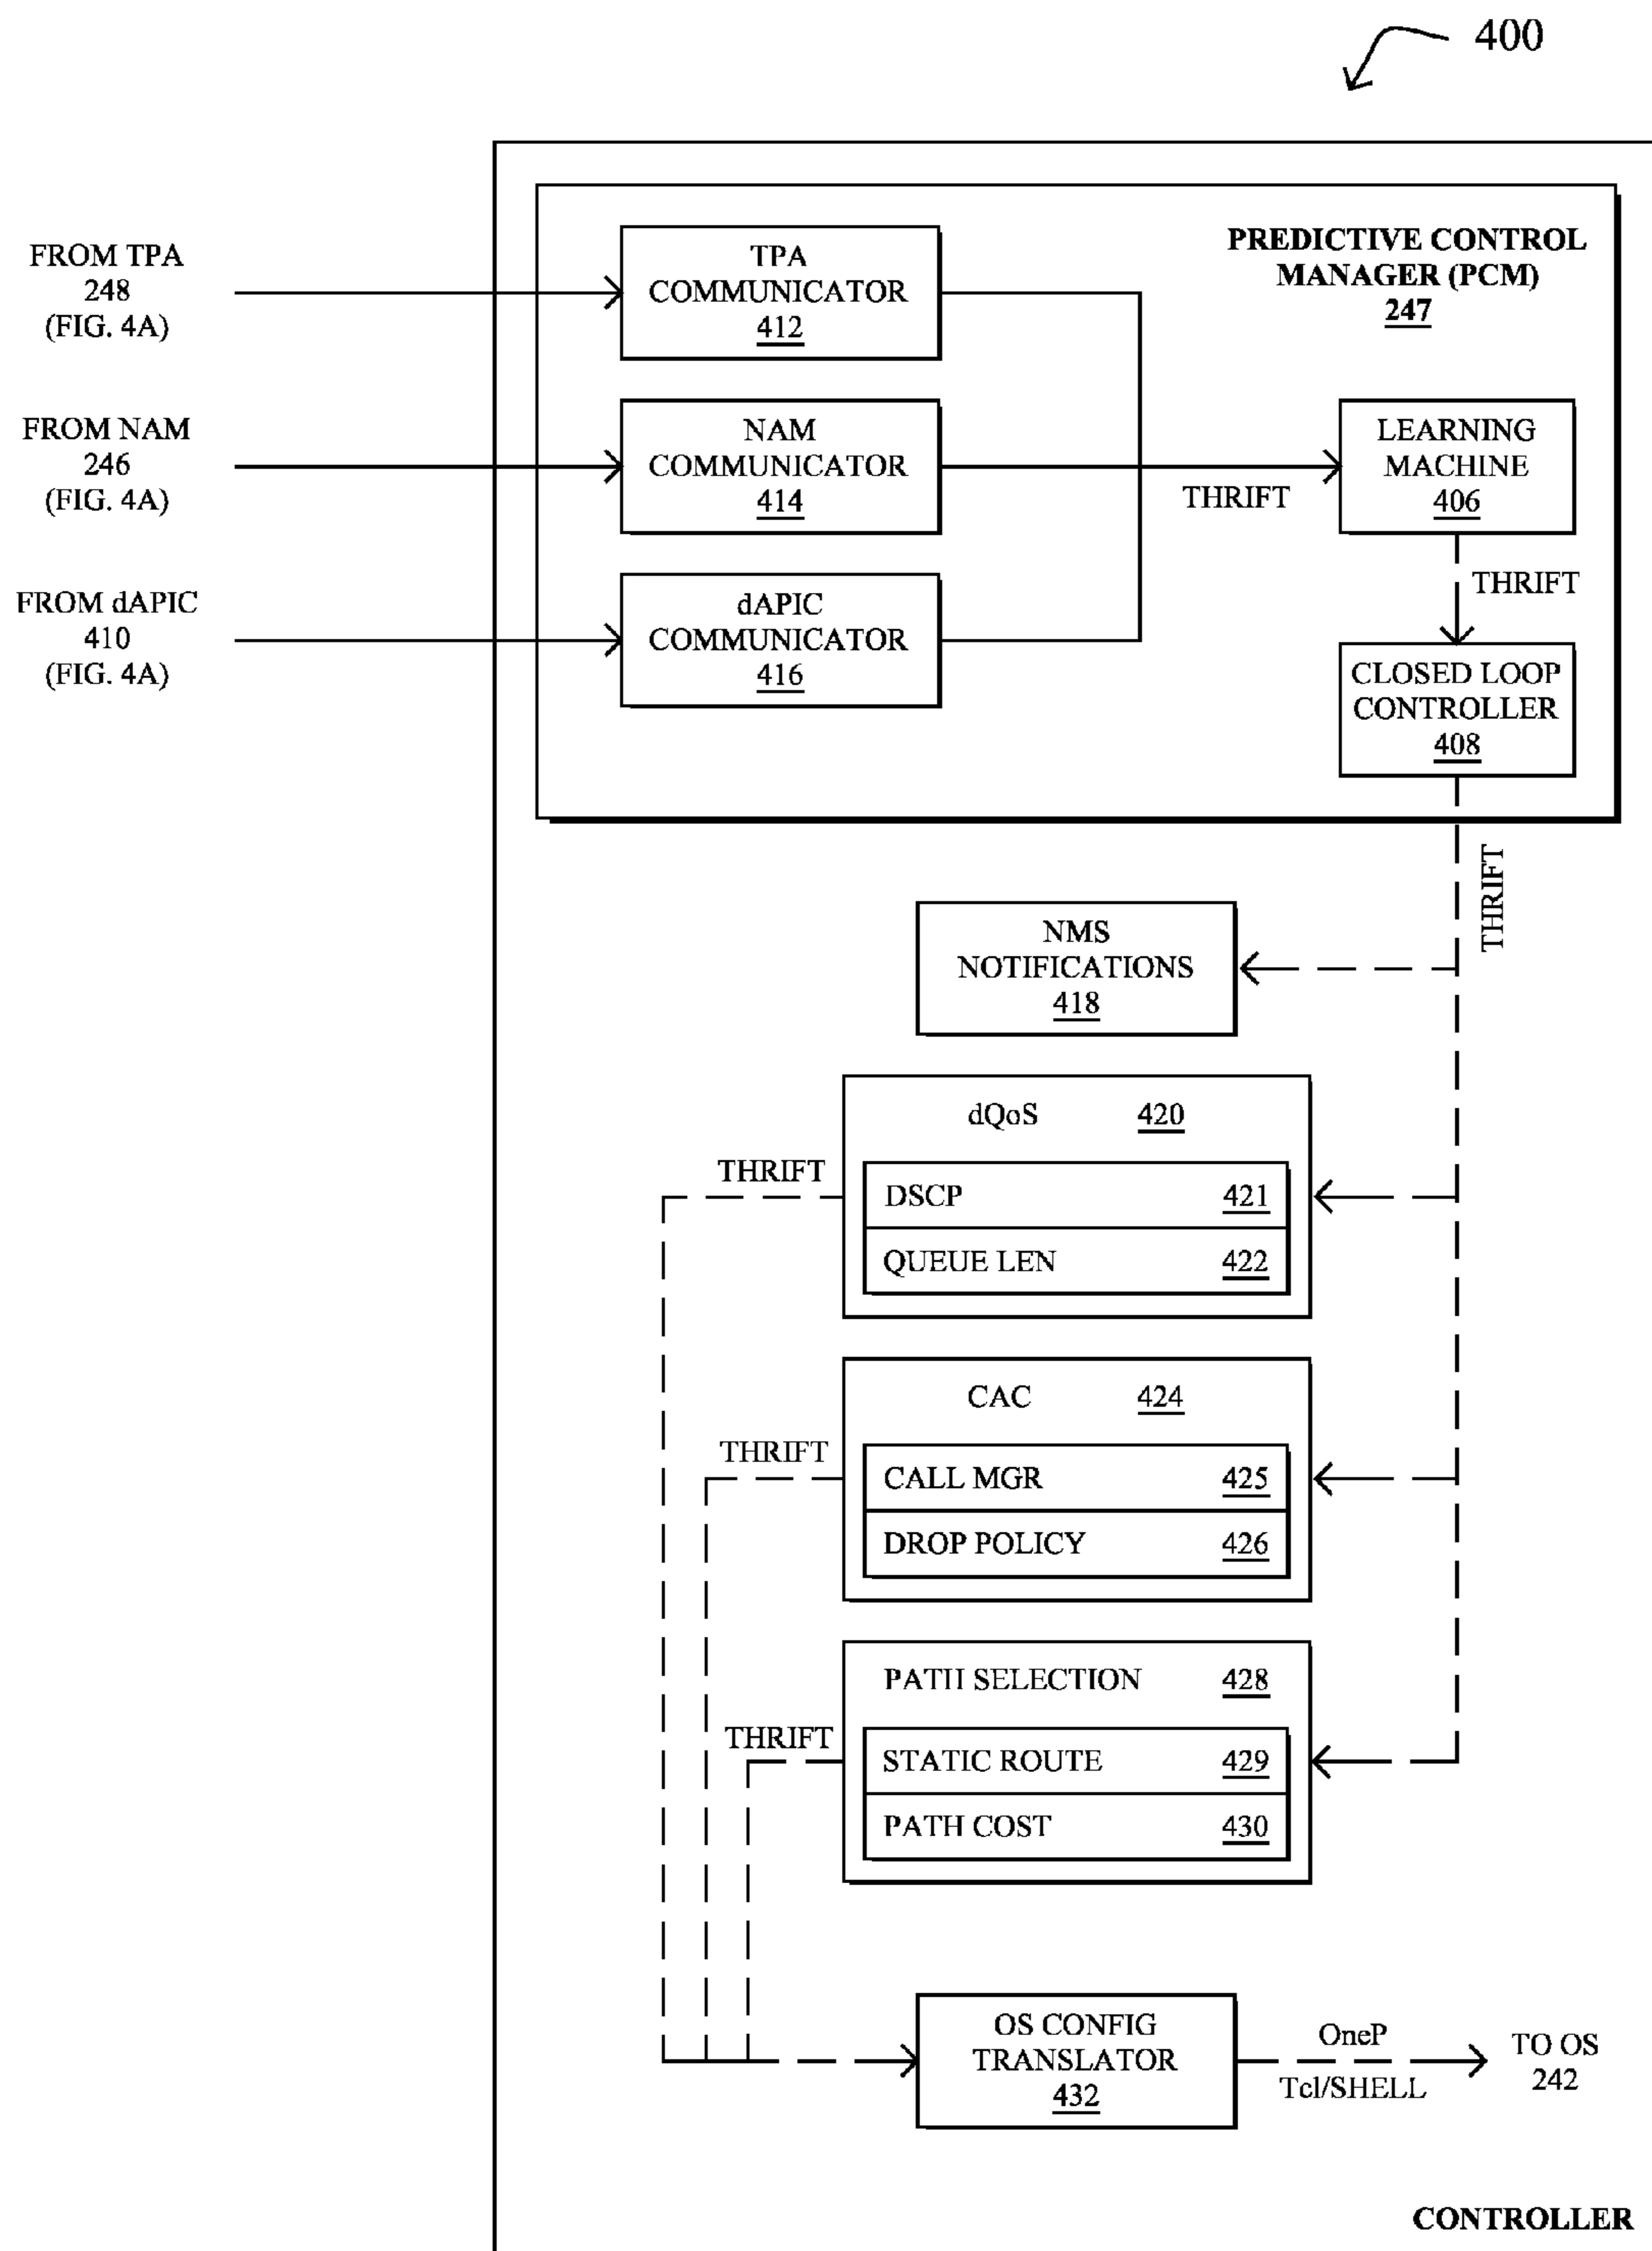 400
FROM TPA
248
(FIG. 4A)
TPA
COMMUNICATOR
412
PREDICTIVE CONTROL
MANAGER (PCM)
247
FROM NAM
246
(FIG. 4A)
NAM
COMMUNICATOR
414
THRIFT
LEARNING
MACHINE
406
THRIFT
FROM dAPIC
410
(FIG. 4A)
dAPIC
COMMUNICATOR
416
CLOSED LOOP
CONTROLLER
408
THRIFT
NMS
NOTIFICATIONS
418
dQoS 420
THRIFT
DSCP 421
QUEUE LEN 422
CAC 424
THRIFT
CALL MGR 425
DROP POLICY 426
PATH SELECTION 428
THRIFT
STATIC ROUTE 429
PATH COST 430
OS CONFIG
TRANSLATOR
432
OneP
Tcl/SHELL
TO OS
242
CONTROLLER